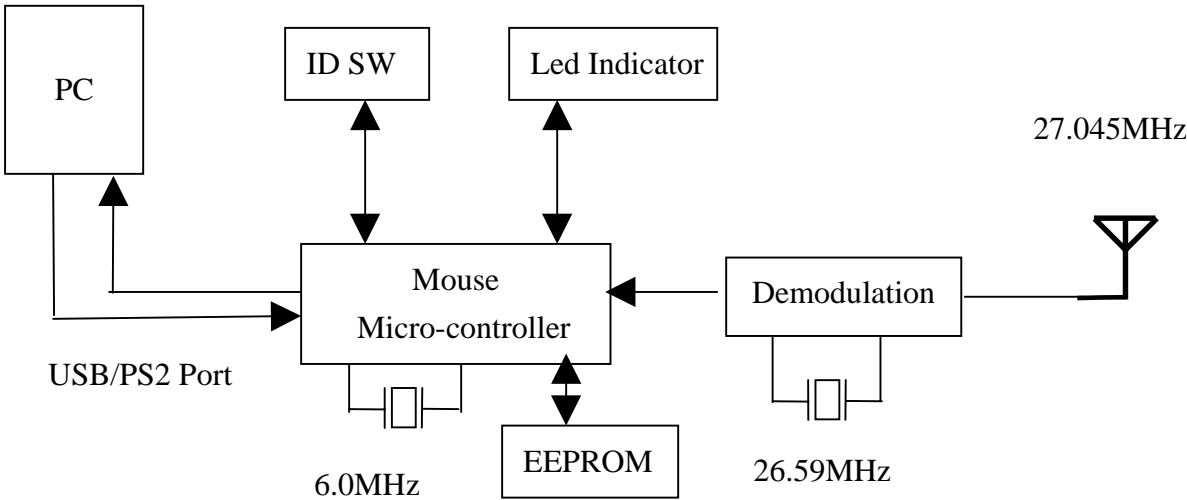 PC
ID SW
Led Indicator
27.045MHz
Mouse
Micro-controller
Demodulation
USB/PS2 Port
6.0MHz
EEPROM
26.59MHz